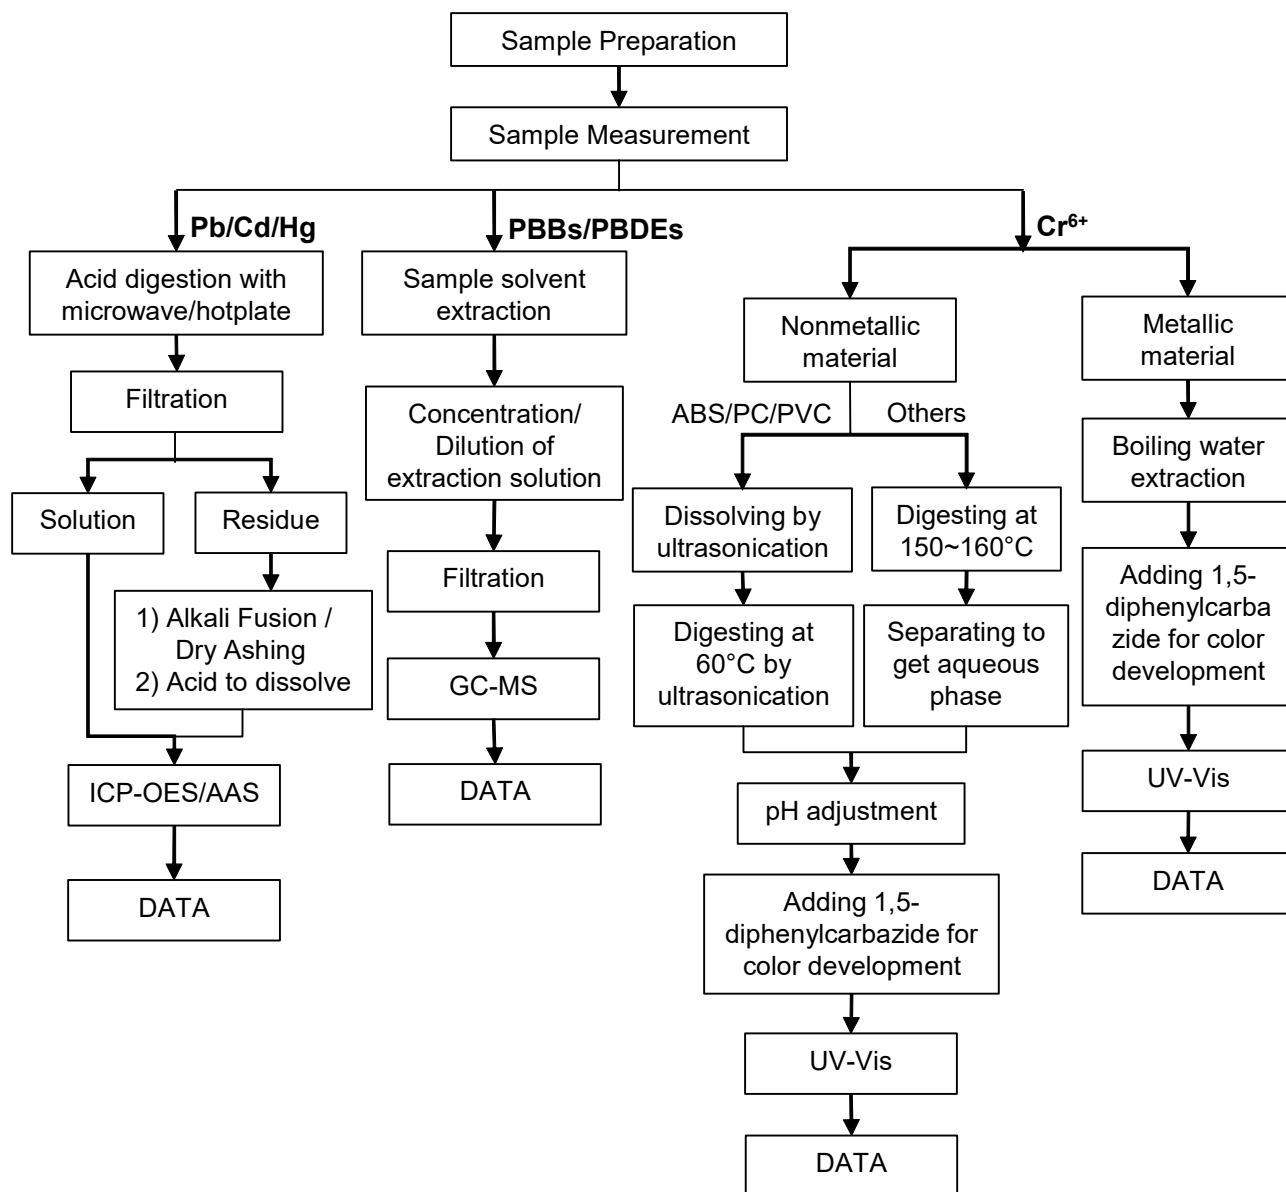 Sample Preparation
Sample Measurement
Pb/Cd/Hg
Acid digestion with
microwave/hotplate
Filtration
Solution
Residue
1) Alkali Fusion /
Dry Ashing
2) Acid to dissolve
ICP-OES/AAS
DATA
PBBs/PBDEs
Sample solvent
extraction
Concentration/
Dilution of
extraction solution
Filtration
GC-MS
DATA
Cr⁶⁺
Nonmetallic
material
ABS/PC/PVC
Others
Dissolving by
ultrasonication
Digesting at
60°C by
ultrasonication
Digesting at
150~160°C
Separating to
get aqueous
phase
pH adjustment
Adding 1,5-
diphenylcarbazide for
color development
UV-Vis
DATA
Metallic
material
Boiling water
extraction
Adding 1,5-
diphenylcarba
zide for color
development
UV-Vis
DATA